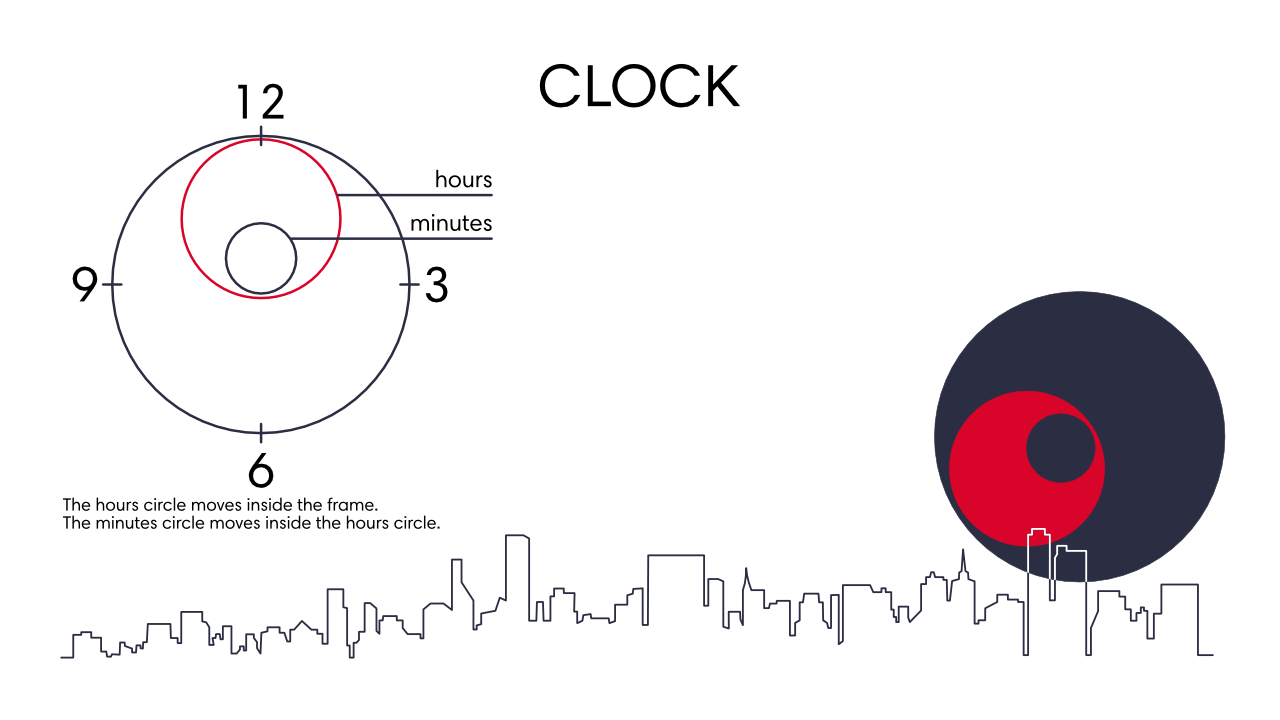 CLOCK
12
hours
minutes
9
3
6
The hours circle moves inside the frame.
The minutes circle moves inside the hours circle.